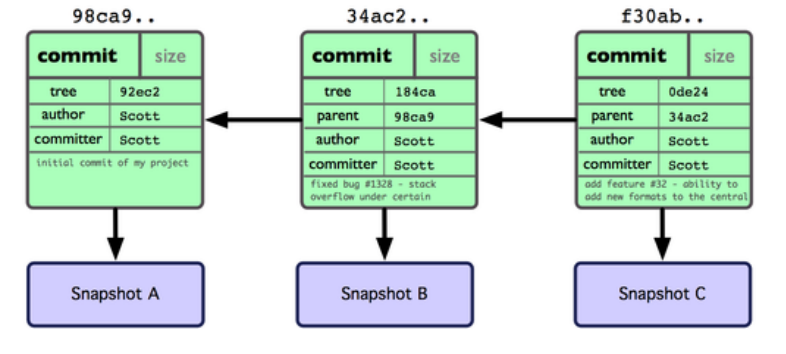 98ca9..
commit size
tree 92ec2
author Scott
committer Scott
initial commit of my project
Snapshot A
34ac2..
commit size
tree 184ca
parent 98ca9
author Scott
committer Scott
fixed bug #1328 - stack
overflow under certain
Snapshot B
f30ab..
commit size
tree 0de24
parent 34ac2
author Scott
committer Scott
add feature #32 - ability to
add new formats to the central
Snapshot C